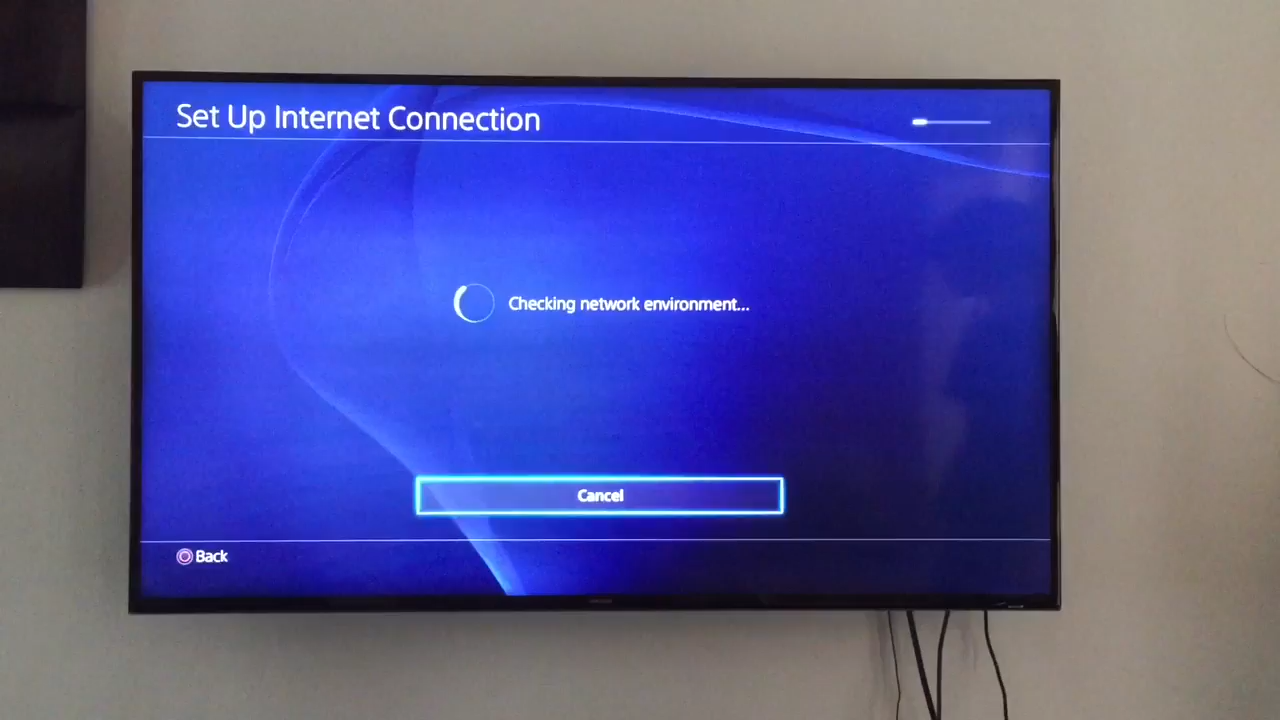 Set Up Internet Connection
Checking network environment...
Cancel
Back